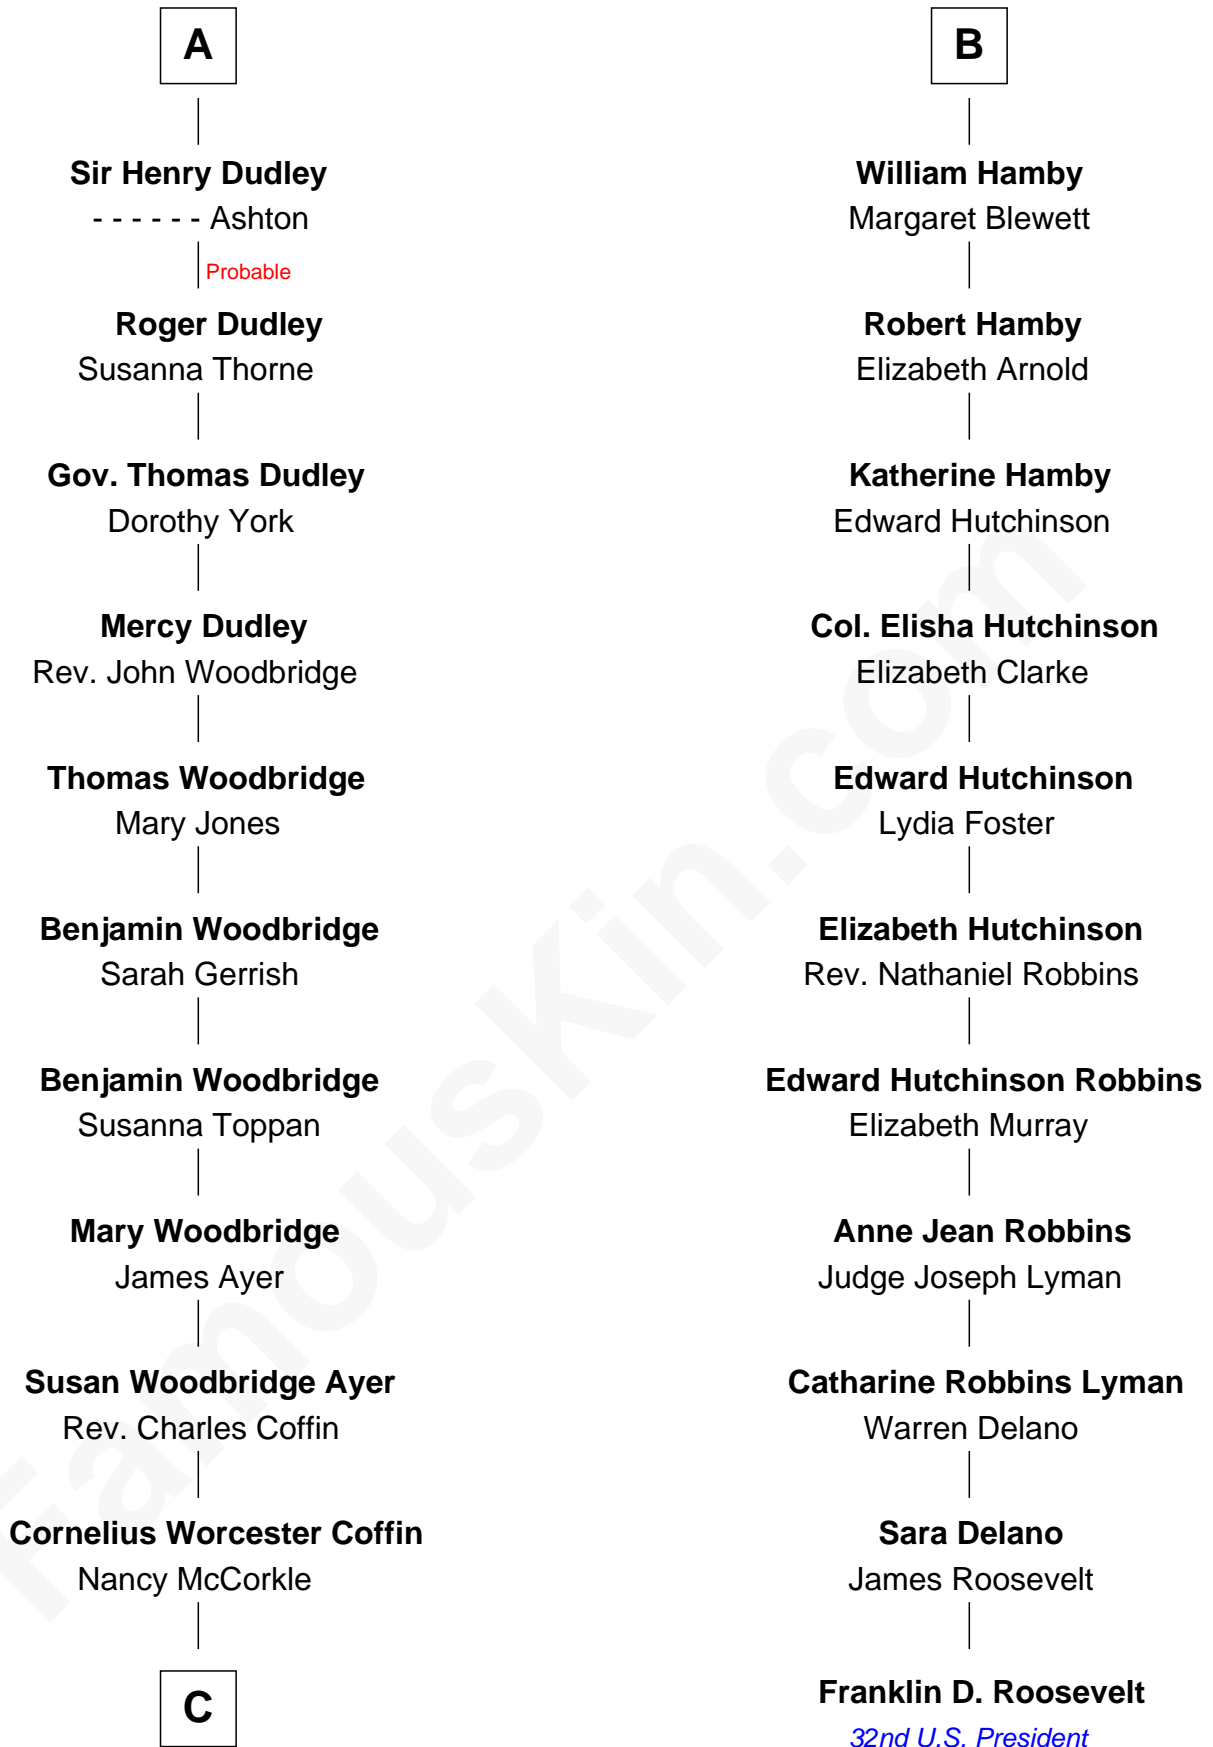 A
Sir Henry Dudley
- - - - - - Ashton
Probable
Roger Dudley
Susanna Thorne
Gov. Thomas Dudley
Dorothy York
Mercy Dudley
Rev. John Woodbridge
Thomas Woodbridge
Mary Jones
Benjamin Woodbridge
Sarah Gerrish
Benjamin Woodbridge
Susanna Toppan
Mary Woodbridge
James Ayer
Susan Woodbridge Ayer
Rev. Charles Coffin
Cornelius Worcester Coffin
Nancy McCorkle
C
B
William Hamby
Margaret Blewett
Robert Hamby
Elizabeth Arnold
Katherine Hamby
Edward Hutchinson
Col. Elisha Hutchinson
Elizabeth Clarke
Edward Hutchinson
Lydia Foster
Elizabeth Hutchinson
Rev. Nathaniel Robbins
Edward Hutchinson Robbins
Elizabeth Murray
Anne Jean Robbins
Judge Joseph Lyman
Catharine Robbins Lyman
Warren Delano
Sara Delano
James Roosevelt
Franklin D. Roosevelt
32nd U.S. President
FamousKin.com